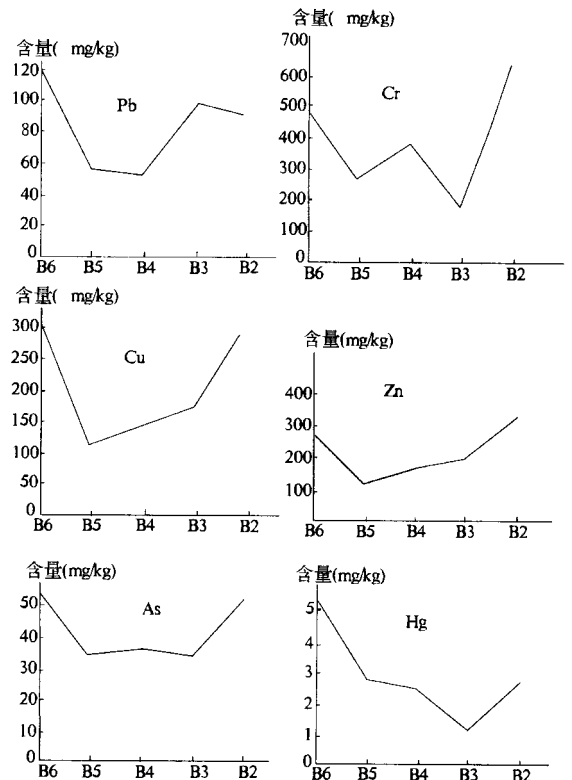 含量( mg/kg)
Pb
120
100
80
60
40
20
0
B6 B5 B4 B3 B2
含量( mg/kg)
Cr
700
600
500
400
300
200
100
0
B6 B5 B4 B3 B2
含量( mg/kg)
Cu
300
250
200
150
100
50
0
B6 B5 B4 B3 B2
含量(mg/kg)
Zn
400
300
200
100
B6 B5 B4 B3 B2
含量(mg/kg)
As
50
40
30
20
10
0
B6 B5 B4 B3 B2
含量(mg/kg)
Hg
5
4
3
2
1
0
B6 B5 B4 B3 B2